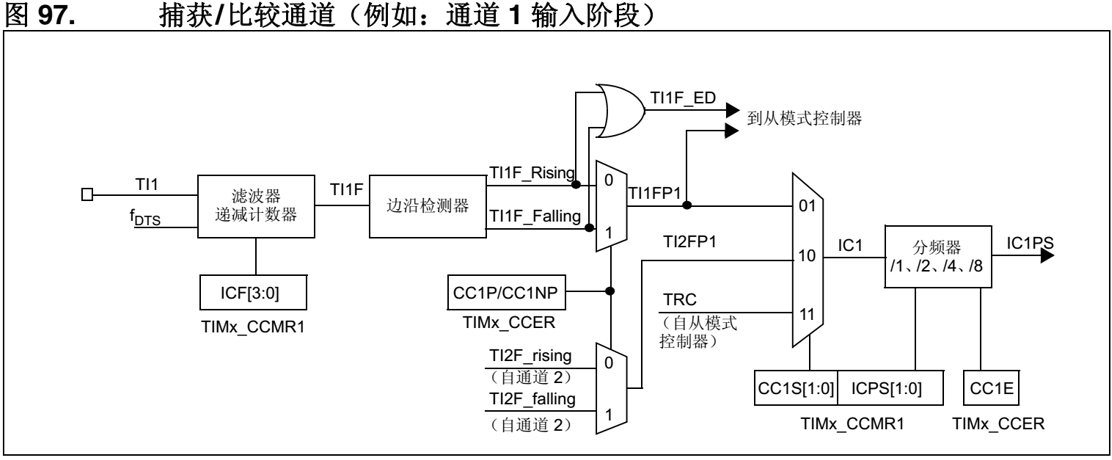 图 97. 捕获/比较通道（例如：通道 1 输入阶段）
TI1F_ED
到从模式控制器
TI1
fDTS
滤波器
递减计数器
TI1F
边沿检测器
TI1F_Rising
TI1F_Falling
0
1
TI1FP1
TI2FP1
TRC
（自从模式
控制器）
01
10
11
IC1
分频器
/1、/2、/4、/8
IC1PS
ICF[3:0]
TIMx_CCMR1
CC1P/CC1NP
TIMx_CCER
TI2F_rising
（自通道 2）
TI2F_falling
（自通道 2）
0
1
CC1S[1:0]
ICPS[1:0]
TIMx_CCMR1
CC1E
TIMx_CCER